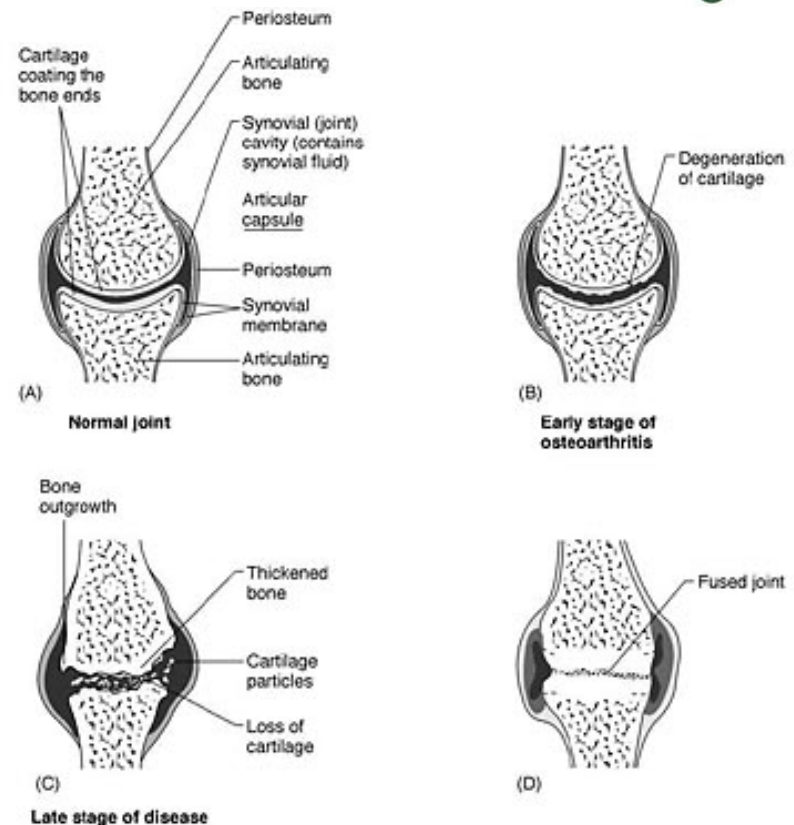 Periosteum
Cartilage
coating the
bone ends
Articulating
bone
Synovial (joint)
cavity (contains
synovial fluid)
Articular
capsule
Periosteum
Synovial
membrane
Articulating
bone
(A)
Normal joint
Degeneration
of cartilage
(B)
Early stage of
osteoarthritis
Bone
outgrowth
Thickened
bone
Cartilage
particles
Loss of
cartilage
(C)
Late stage of disease
Fused joint
(D)